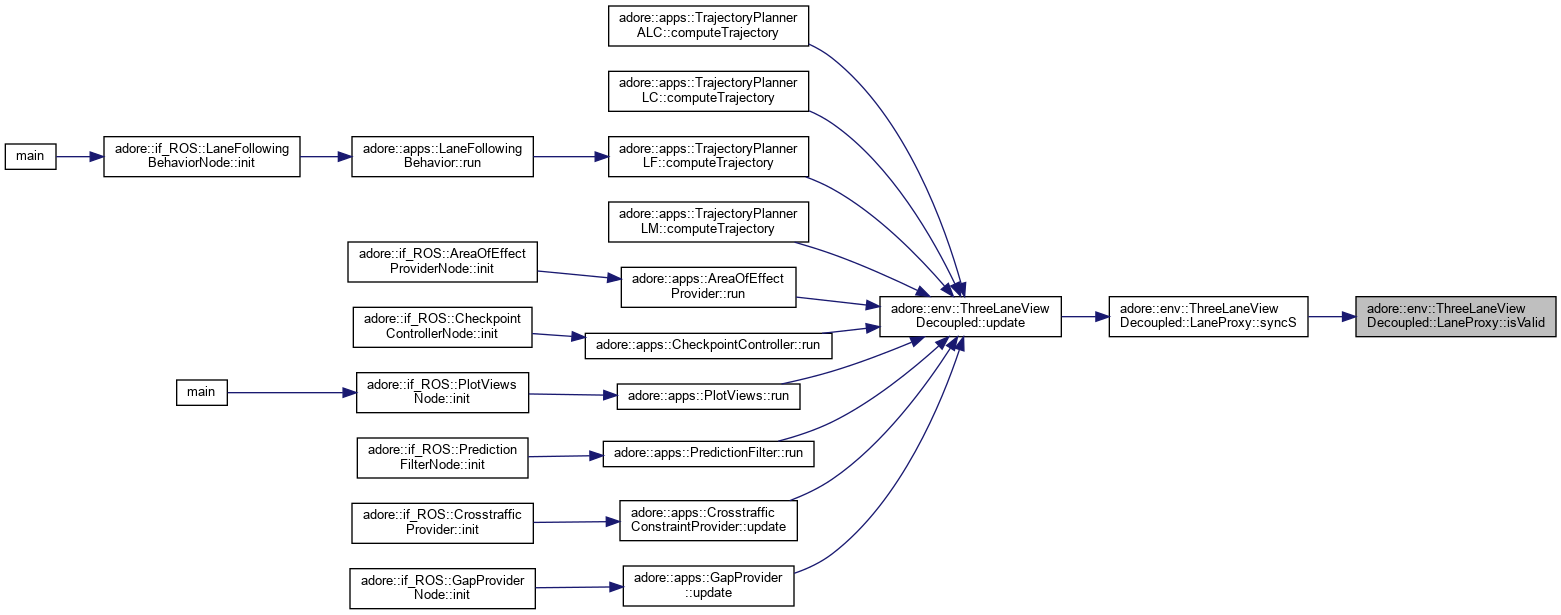 adore::apps::TrajectoryPlanner
ALC::computeTrajectory
adore::apps::TrajectoryPlanner
LC::computeTrajectory
main
adore::if_ROS::LaneFollowing
BehaviorNode::init
adore::apps::LaneFollowing
Behavior::run
adore::apps::TrajectoryPlanner
LF::computeTrajectory
adore::apps::TrajectoryPlanner
LM::computeTrajectory
adore::if_ROS::AreaOfEffect
ProviderNode::init
adore::apps::AreaOfEffect
Provider::run
adore::env::ThreeLaneView
Decoupled::update
adore::env::ThreeLaneView
Decoupled::LaneProxy::syncS
adore::env::ThreeLaneView
Decoupled::LaneProxy::isValid
adore::if_ROS::Checkpoint
ControllerNode::init
adore::apps::CheckpointController::run
main
adore::if_ROS::PlotViews
Node::init
adore::apps::PlotViews::run
adore::if_ROS::Prediction
FilterNode::init
adore::apps::PredictionFilter::run
adore::if_ROS::Crosstraffic
Provider::init
adore::apps::Crosstraffic
ConstraintProvider::update
adore::if_ROS::GapProvider
Node::init
adore::apps::GapProvider
::update